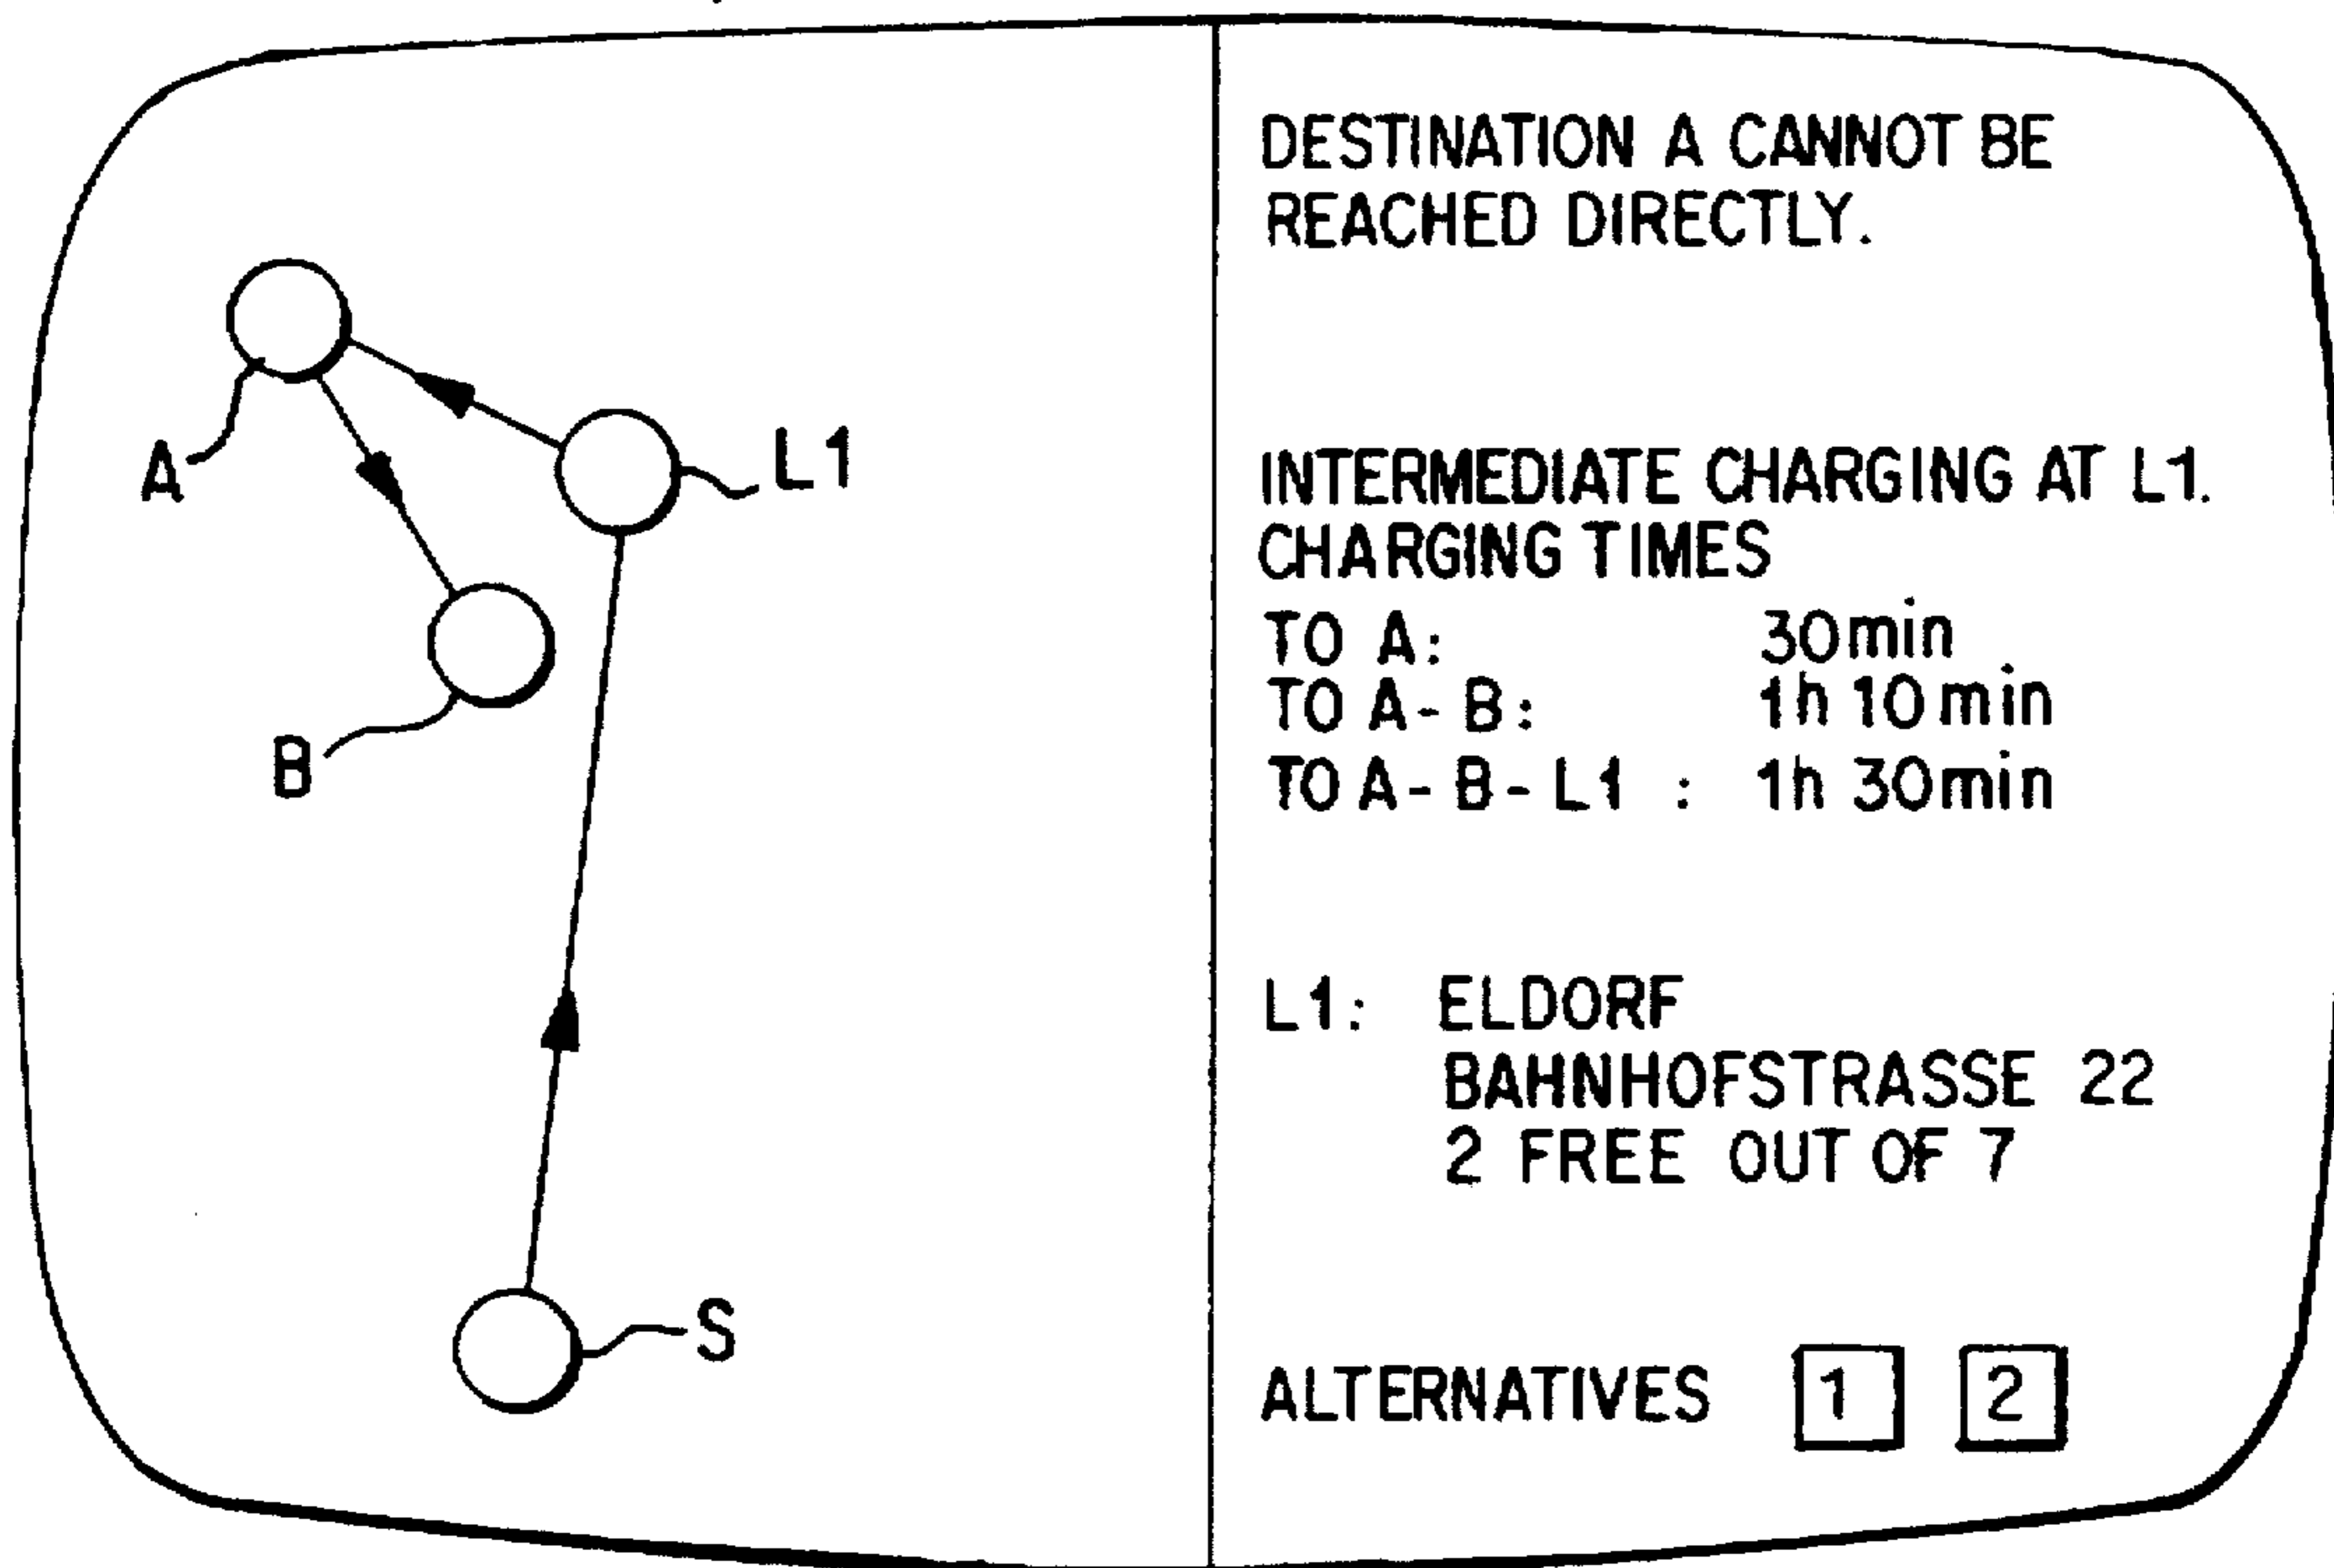 A
L1
B
S
DESTINATION A CANNOT BE
REACHED DIRECTLY.
INTERMEDIATE CHARGING AT L1.
CHARGING TIMES
TO A: 30min
TO A-B: 1h 10min
TO A-B-L1 : 1h 30min
L1: ELDORF
BAHNHOFSTRASSE 22
2 FREE OUT OF 7
ALTERNATIVES 1 2